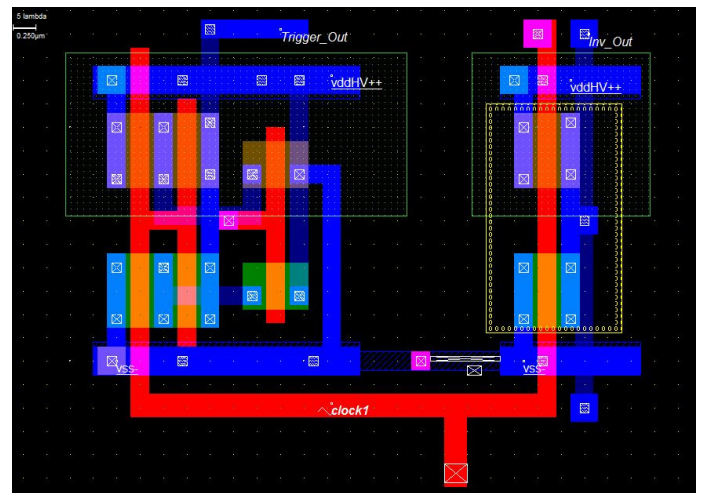 5 lambda
0.250µm
Trigger_Out
Inv_Out
vddHV++
vddHV++
vss-
vss-
clock1